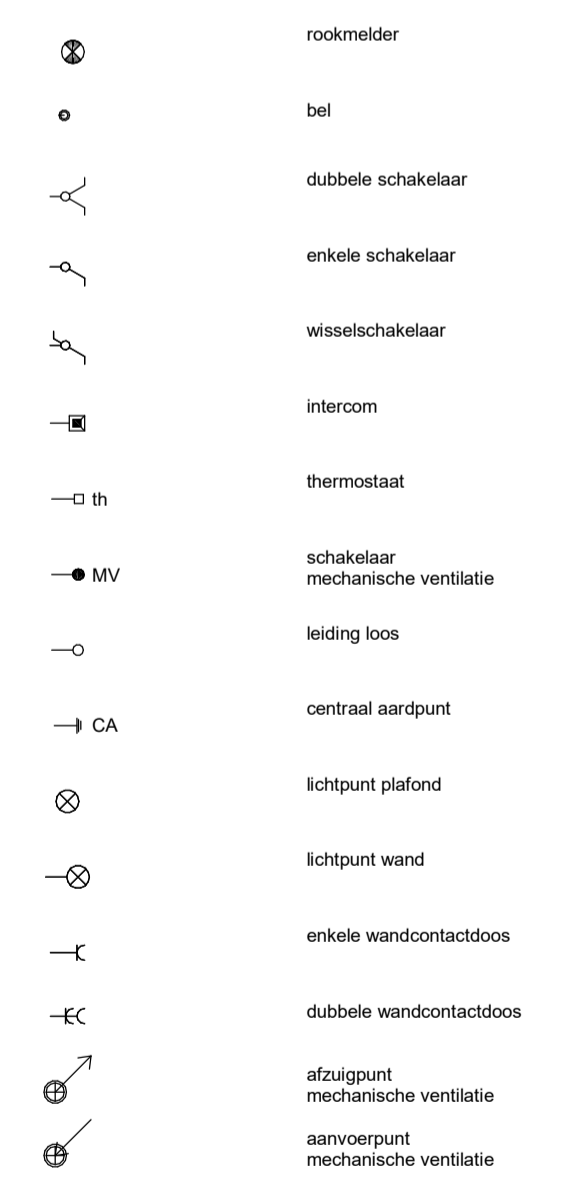 rookmelder
bel
dubbele schakelaar
enkele schakelaar
wisselschakelaar
intercom
th thermostaat
MV schakelaar
mechanische ventilatie
leiding loos
CA centraal aardpunt
lichtpunt plafond
lichtpunt wand
enkele wandcontactdoos
dubbele wandcontactdoos
afzuigpunt
mechanische ventilatie
aanvoerpunt
mechanische ventilatie